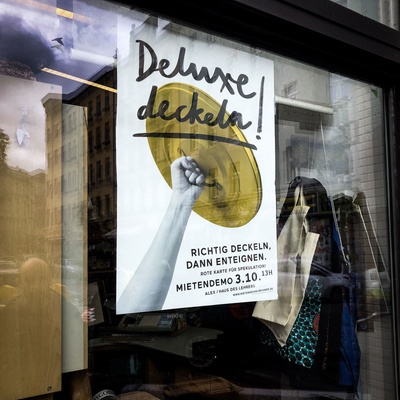 Deluxe
deckeln!
RICHTIG DECKELN,
DANN ENTEIGNEN.
ROTE KARTE FÜR SPEKULATION!
MIETENDEMO 3.10. 13H
ALEX / HAUS DES LEHRERS